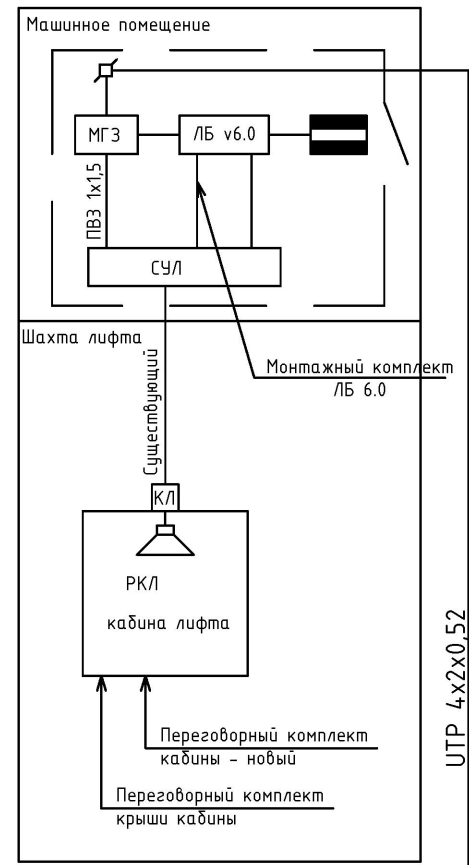 Машинное помещение
МГЗ
ЛБ v6.0
ПВЗ 1x1,5
СУЛ
Шахта лифта
Монтажный комплект
ЛБ 6.0
Существующий
КЛ
РКЛ
кабина лифта
UTP 4x2x0,52
Переговорный комплект
кабины – новый
Переговорный комплект
крыши кабины